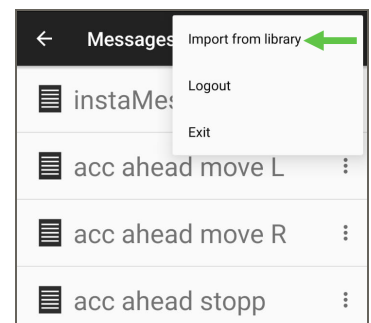 Messages
Import from library
Logout
Exit
instaMes
acc ahead move L
acc ahead move R
acc ahead stopp